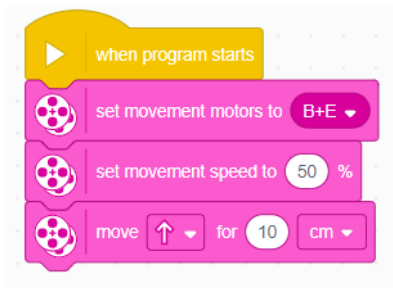 when program starts
set movement motors to B+E
set movement speed to 50 %
move for 10 cm